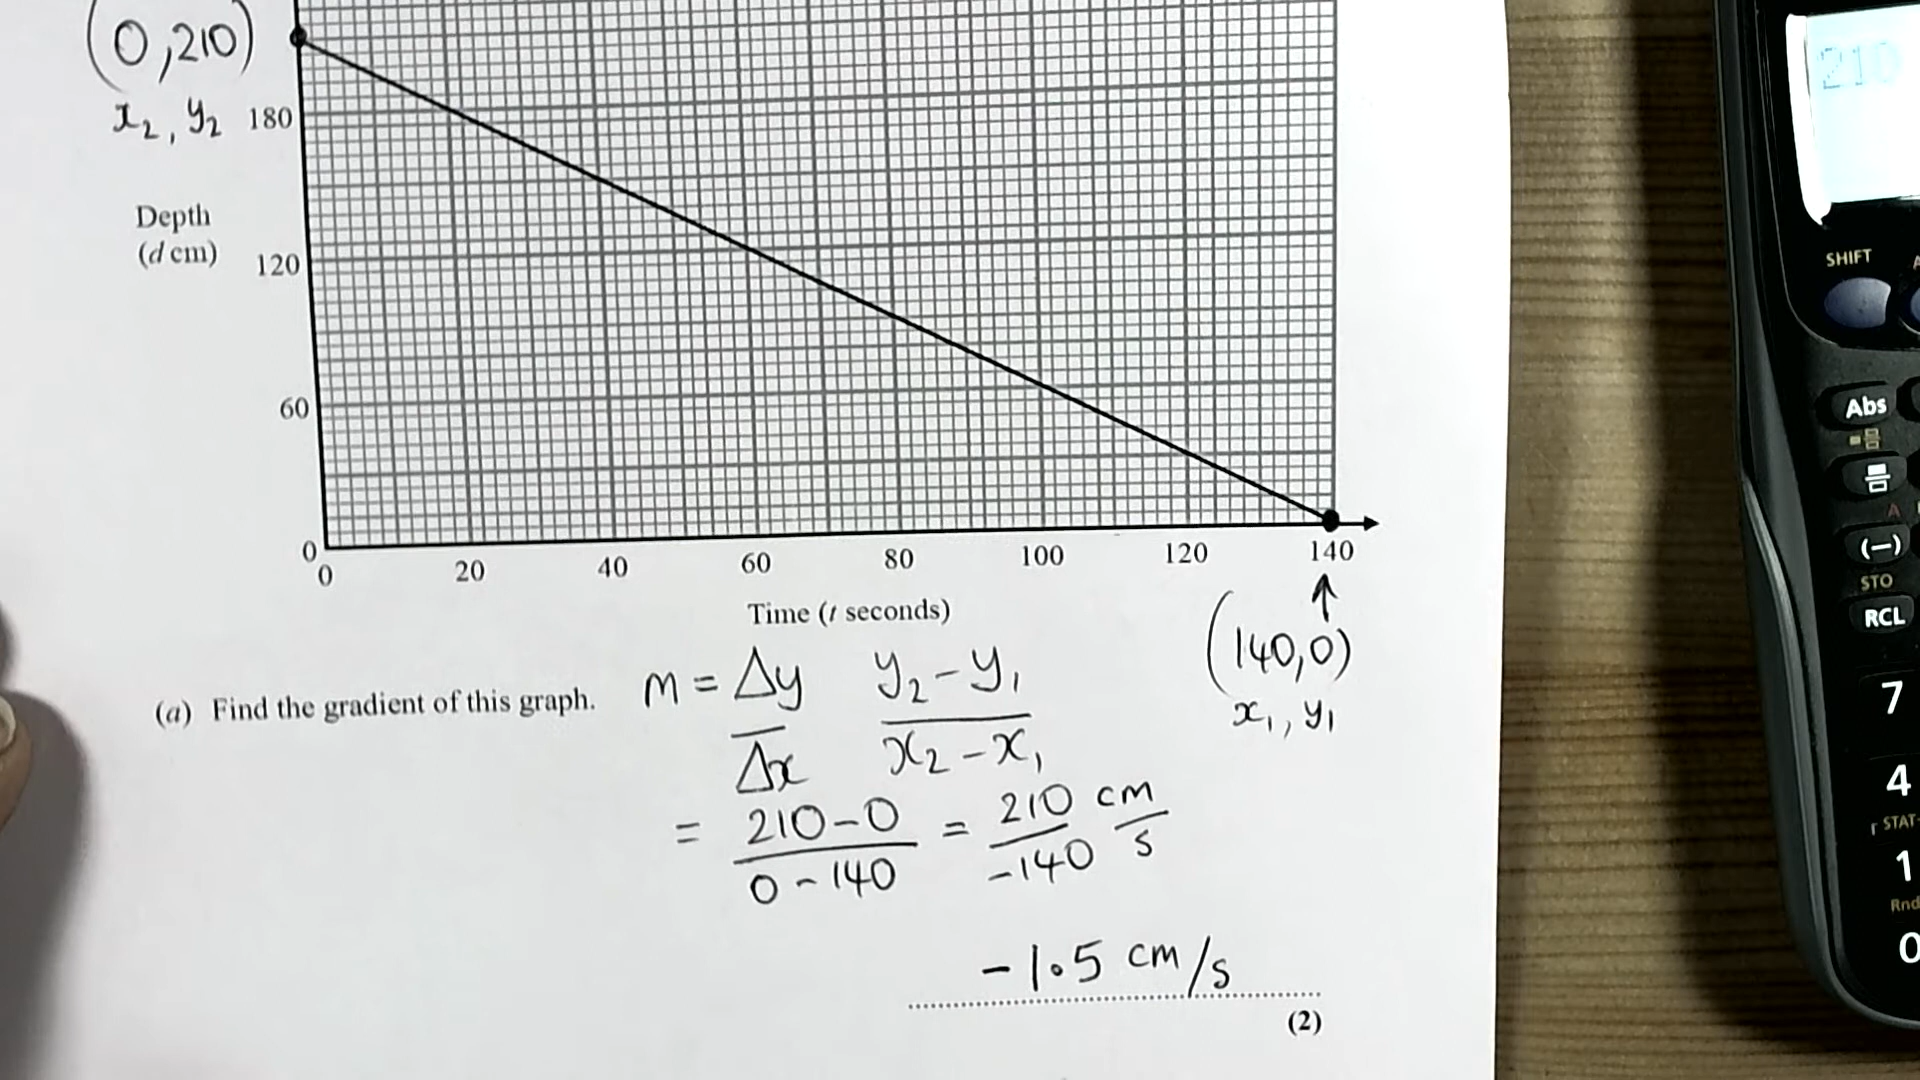 (0,210)
x₂, y₂
180
Depth
(d cm)
120
60
0
0 20 40 60 80 100 120 140
Time (t seconds)
↑
(140,0)
x₁, y₁
(a) Find the gradient of this graph.
m = Δy/Δx y₂-y₁/x₂-x₁
= 210-0/0-140 = 210/-140 cm/s
-1.5 cm/s
(2)
210
SHIFT
Abs
(−)
STO
RCL
7
4
STAT
1
Rnd
0